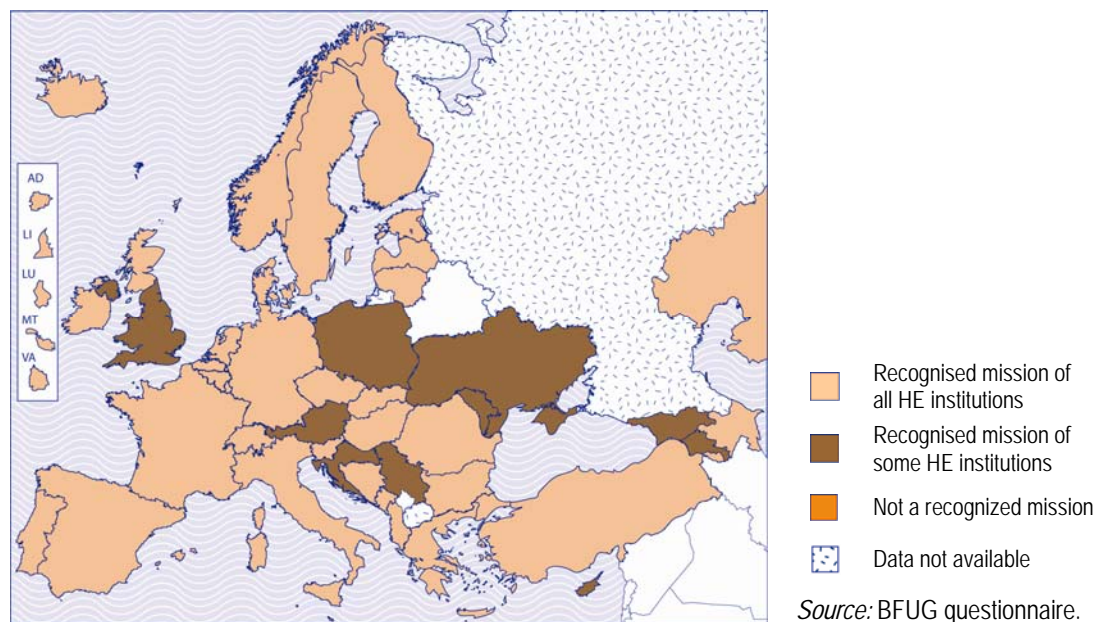 AD
LI
LU
MT
VA
Recognised mission of
all HE institutions
Recognised mission of
some HE institutions
Not a recognized mission
Data not available
Source: BFUG questionnaire.